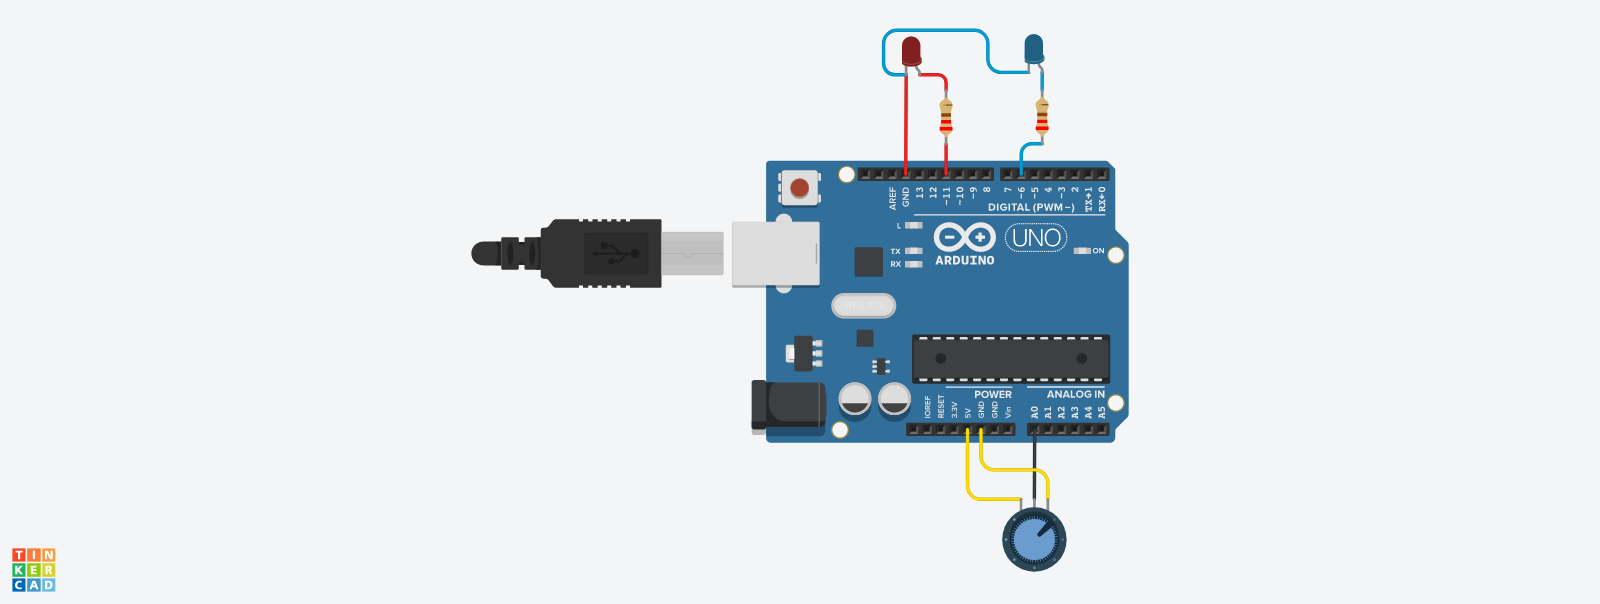 AREF
GND
13
12
~11
~10
~9
8
7
~6
~5
4
~3
2
TX→1
RX←0
DIGITAL (PWM~)
L
TX
RX
ARDUINO
UNO
ON
POWER
ANALOG IN
IOREF
RESET
3.3V
5V
GND
GND
Vin
A0
A1
A2
A3
A4
A5
TIN
KER
CAD